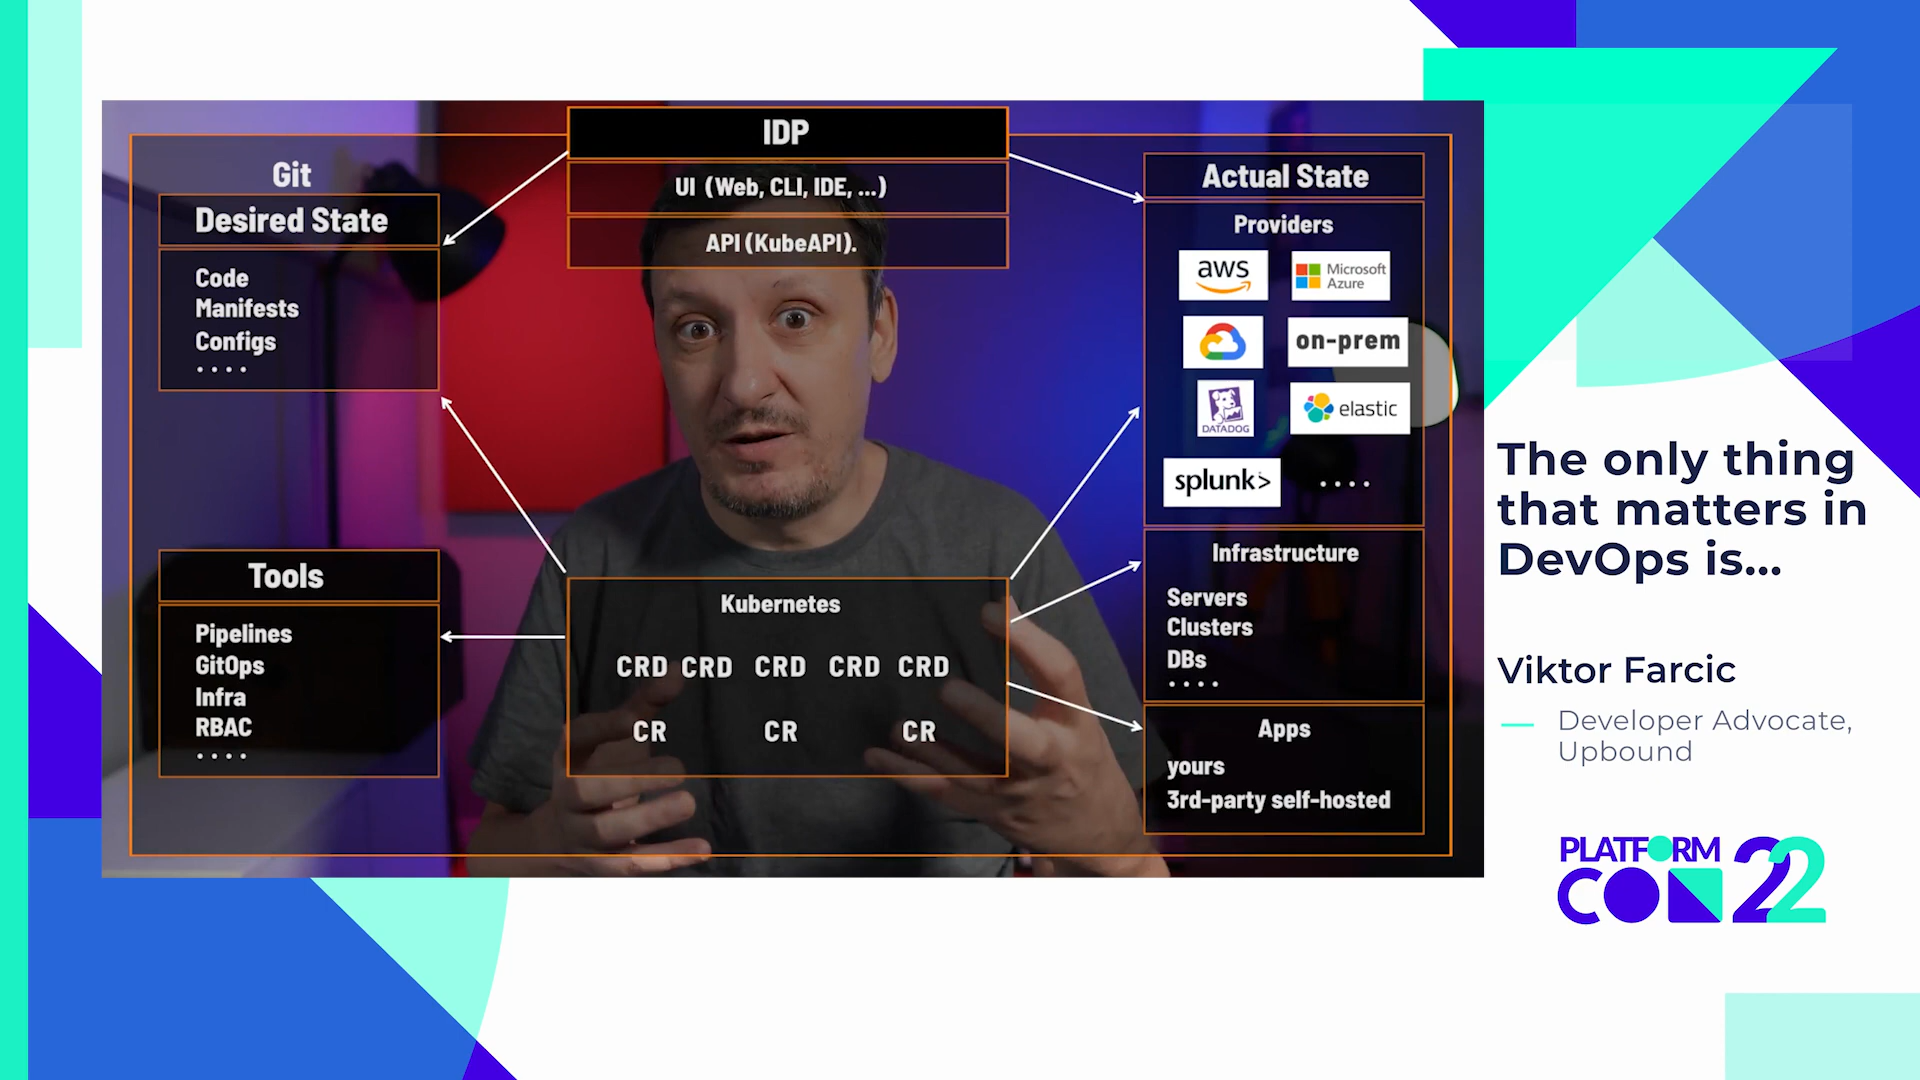 IDP
UI (Web, CLI, IDE, ...)
API (KubeAPI).
Git
Desired State
Code
Manifests
Configs
....
Tools
Pipelines
GitOps
Infra
RBAC
....
Kubernetes
CRD CRD CRD CRD CRD
CR CR CR
Actual State
Providers
aws
Microsoft
Azure
on-prem
DATADOG
elastic
splunk>
....
Infrastructure
Servers
Clusters
DBs
....
Apps
yours
3rd-party self-hosted
The only thing
that matters in
DevOps is...
Viktor Farcic
Developer Advocate,
Upbound
PLATFORM
CON 22